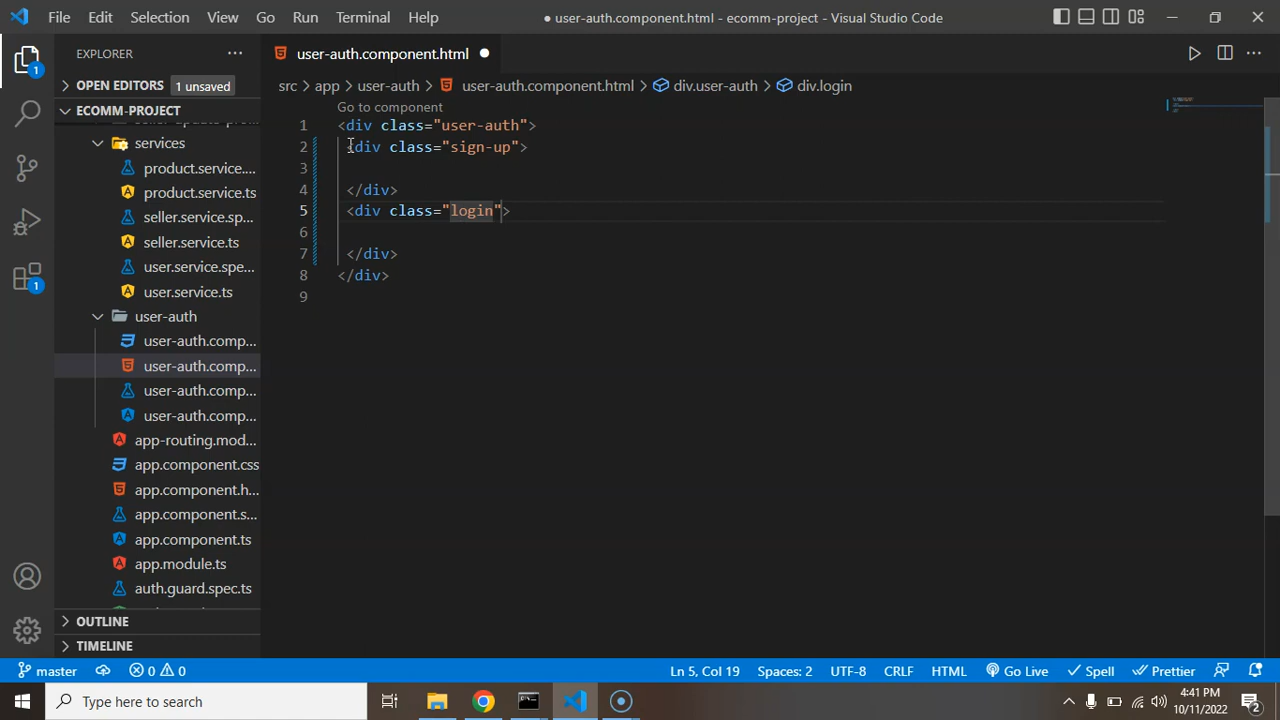 File Edit Selection View Go Run Terminal Help
● user-auth.component.html - ecomm-project - Visual Studio Code
EXPLORER
user-auth.component.html
OPEN EDITORS 1 unsaved
src > app > user-auth > user-auth.component.html > div.user-auth > div.login
ECOMM-PROJECT
Go to component
1 <div class="user-auth">
2 <div class="sign-up">
3
4 </div>
5 <div class="login">
6
7 </div>
8 </div>
9
services
product.service....
product.service.ts
seller.service.sp...
seller.service.ts
user.service.spe...
user.service.ts
user-auth
user-auth.comp...
user-auth.comp...
user-auth.comp...
user-auth.comp...
app-routing.mod...
app.component.css
app.component.h...
app.component.s...
app.component.ts
app.module.ts
auth.guard.spec.ts
OUTLINE
TIMELINE
1
1
master 0 0 Ln 5, Col 19 Spaces: 2 UTF-8 CRLF HTML Go Live Spell Prettier
Type here to search
4:41 PM
10/11/2022
2